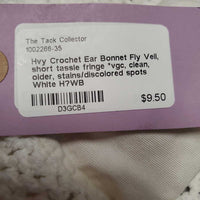 The Tack Collector
1002266-35
Hvy Crochet Ear Bonnet Fly Veil,
short tassle fringe *vgc, clean,
older, stains/discolored spots
White H?WB
$9.50
D3GCB4